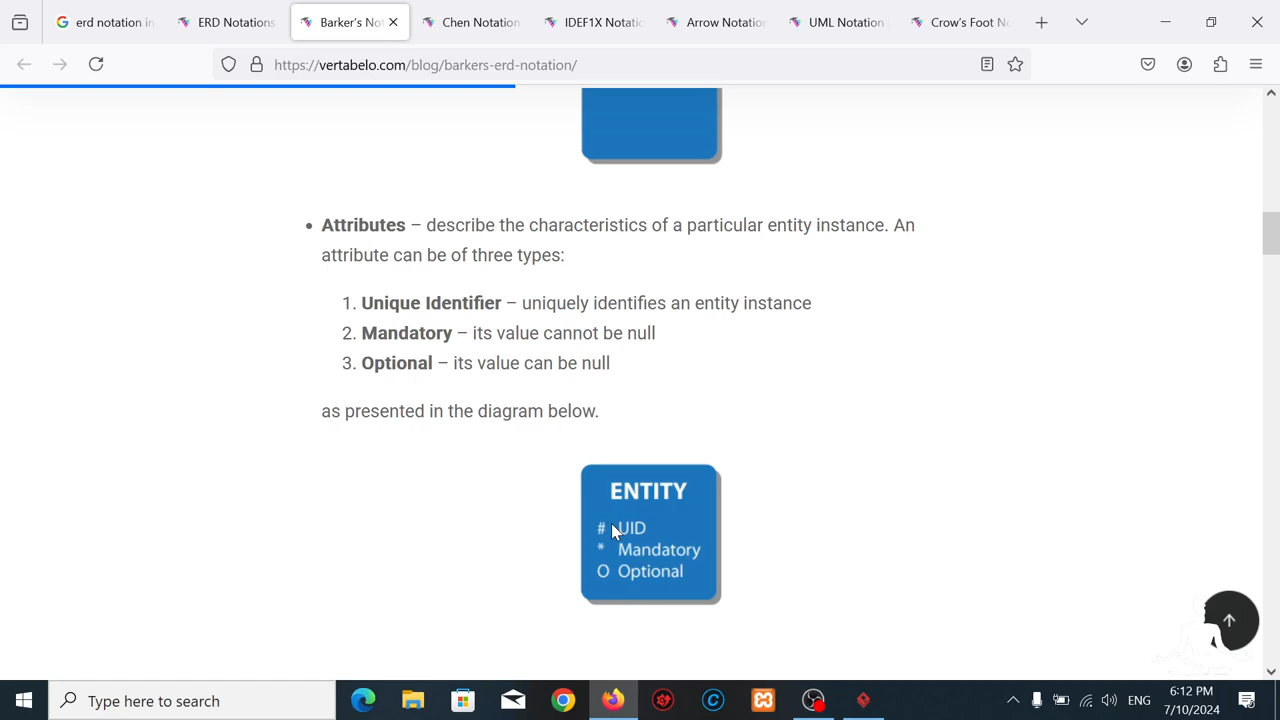 erd notation in
ERD Notations
Barker's Not
Chen Notation
IDEF1X Notatio
Arrow Notation
UML Notation
Crow's Foot No
https://vertabelo.com/blog/barkers-erd-notation/
• Attributes – describe the characteristics of a particular entity instance. An
attribute can be of three types:
1. Unique Identifier – uniquely identifies an entity instance
2. Mandatory – its value cannot be null
3. Optional – its value can be null
as presented in the diagram below.
ENTITY
# UID
* Mandatory
O Optional
Type here to search
ENG
6:12 PM
7/10/2024